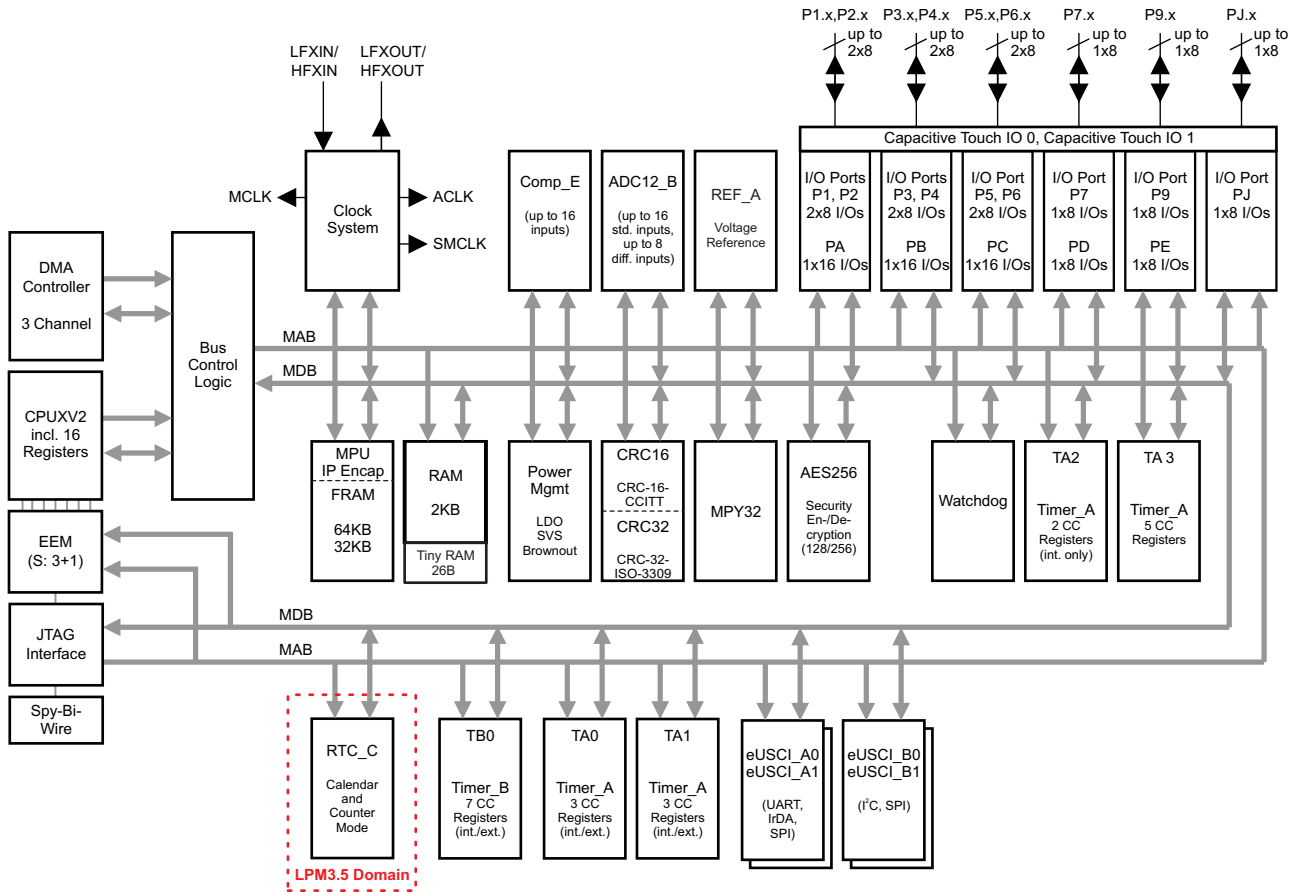 P1.x,P2.x
up to
2x8
P3.x,P4.x
up to
2x8
P5.x,P6.x
up to
2x8
P7.x
up to
1x8
P9.x
up to
1x8
PJ.x
up to
1x8
LFXIN/
HFXIN
LFXOUT/
HFXOUT
Capacitive Touch IO 0, Capacitive Touch IO 1
MCLK
Clock
System
ACLK
SMCLK
Comp_E
(up to 16
inputs)
ADC12_B
(up to 16
std. inputs,
up to 8
diff. inputs)
REF_A
Voltage
Reference
I/O Ports
P1, P2
2x8 I/Os
PA
1x16 I/Os
I/O Ports
P3, P4
2x8 I/Os
PB
1x16 I/Os
I/O Port
P5, P6
2x8 I/Os
PC
1x16 I/Os
I/O Port
P7
1x8 I/Os
PD
1x8 I/Os
I/O Port
P9
1x8 I/Os
PE
1x8 I/Os
I/O Port
PJ
1x8 I/Os
DMA
Controller
3 Channel
Bus
Control
Logic
MAB
MDB
CPUXV2
incl. 16
Registers
MPU
IP Encap
FRAM
64KB
32KB
RAM
2KB
Tiny RAM
26B
Power
Mgmt
LDO
SVS
Brownout
CRC16
CRC-16-
CCITT
CRC32
CRC-32-
ISO-3309
MPY32
AES256
Security
En-/De-
cryption
(128/256)
Watchdog
TA2
Timer_A
2 CC
Registers
(int. only)
TA 3
Timer_A
5 CC
Registers
EEM
(S: 3+1)
JTAG
Interface
Spy-Bi-
Wire
MDB
MAB
RTC_C
Calendar
and
Counter
Mode
LPM3.5 Domain
TB0
Timer_B
7 CC
Registers
(int./ext.)
TA0
Timer_A
3 CC
Registers
(int./ext.)
TA1
Timer_A
3 CC
Registers
(int./ext.)
eUSCI_A0
eUSCI_A1
(UART,
IrDA,
SPI)
eUSCI_B0
eUSCI_B1
(I²C, SPI)